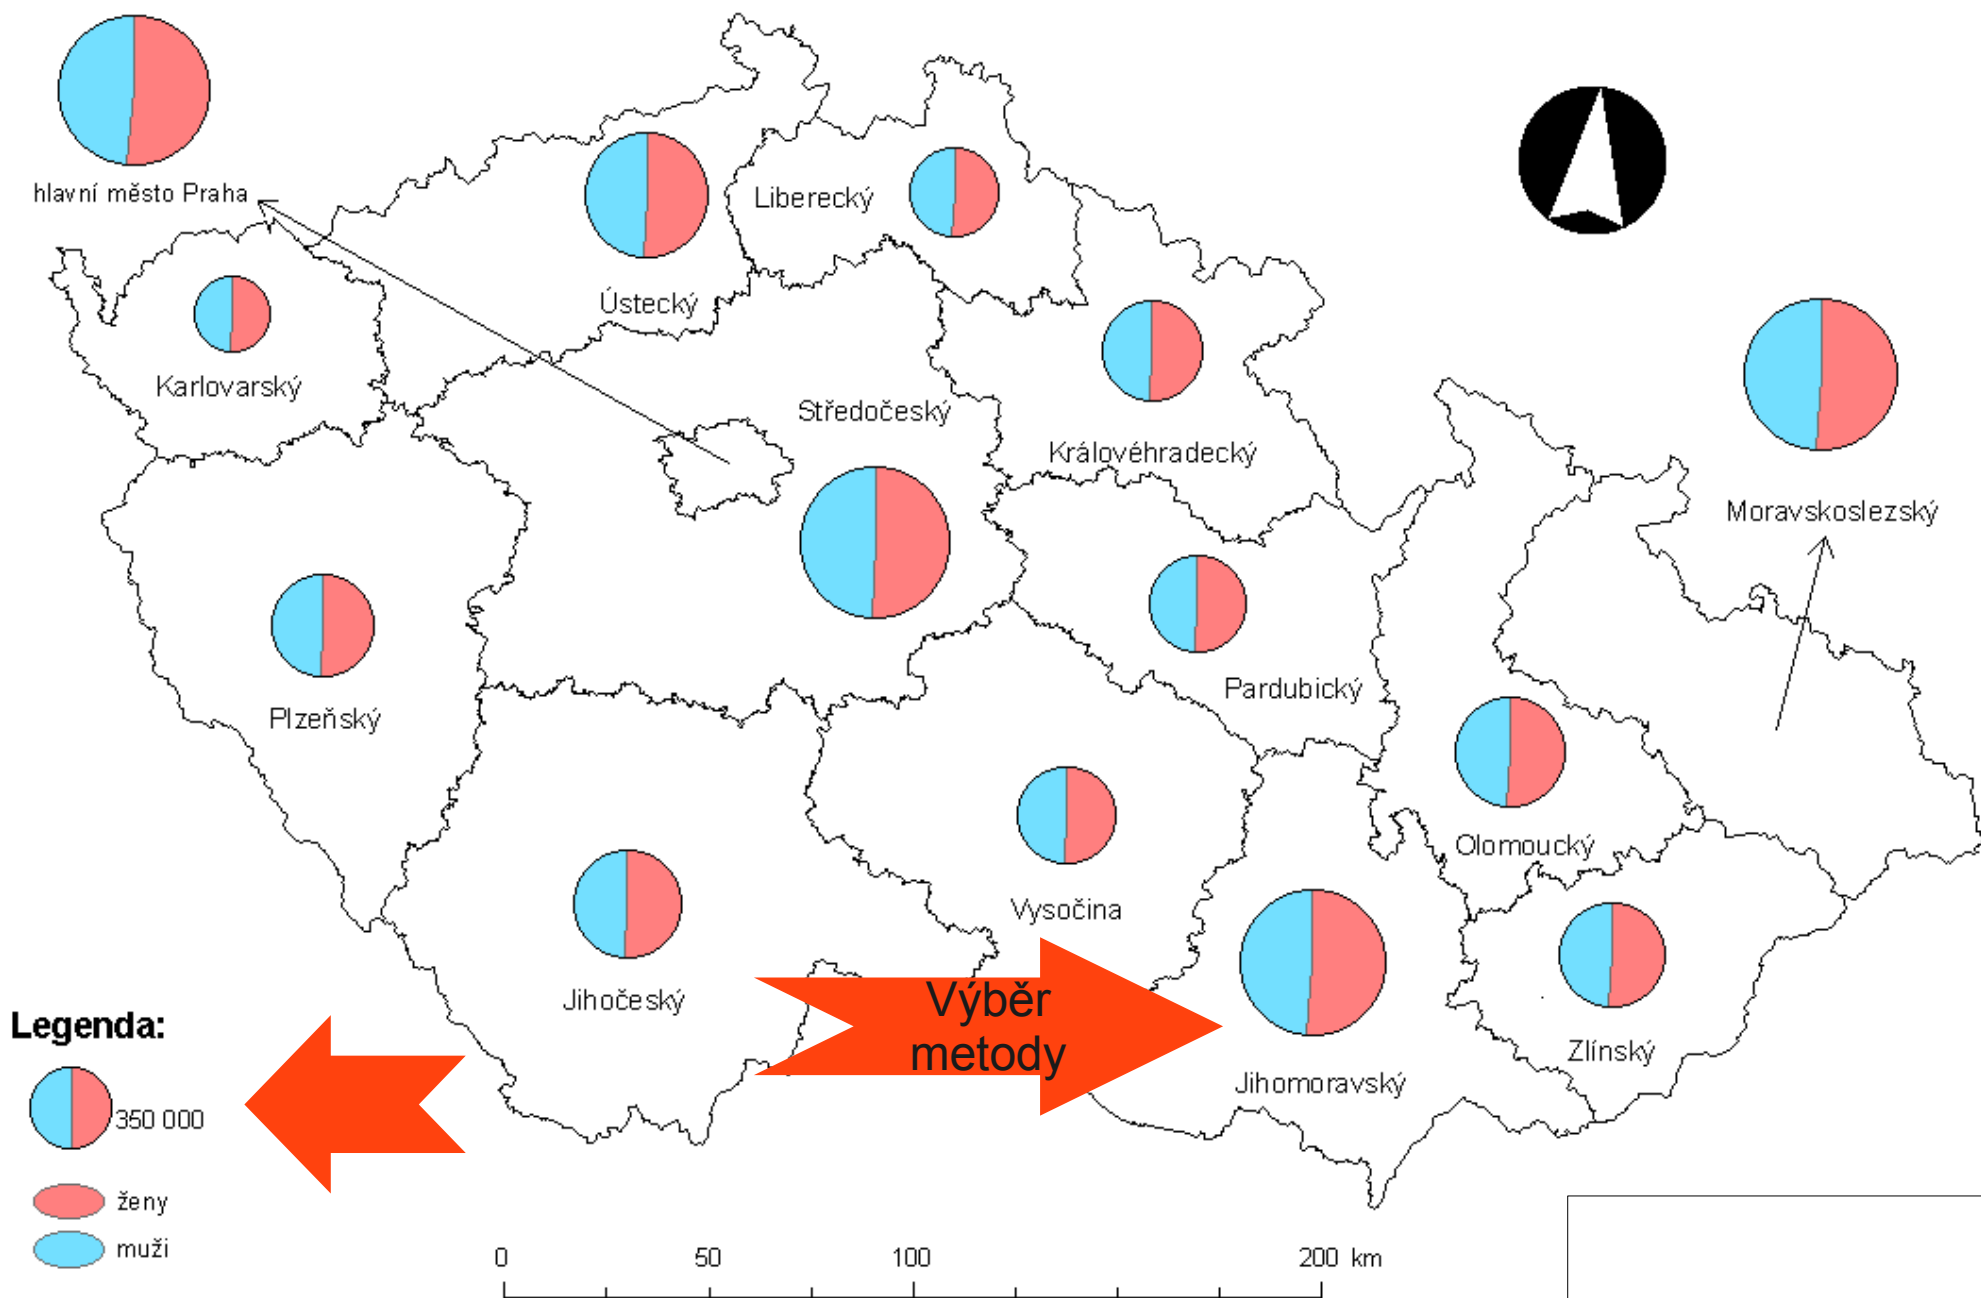 hlavní město Praha
Liberecký
Ústecký
Karlovarský
Středočeský
Královéhradecký
Moravskoslezský
Pardubický
Plzeňský
Olomoucký
Vysočina
Jihočeský
Výběr
metody
Zlínský
Jihomoravský
Legenda:
350 000
ženy
muži
0 50 100 200 km